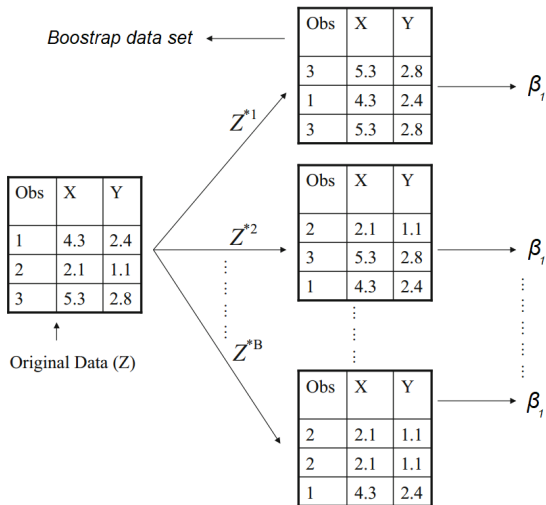 Boostrap data set
Obs X Y
3 5.3 2.8
1 4.3 2.4
3 5.3 2.8
β1
Z*1
Obs X Y
1 4.3 2.4
2 2.1 1.1
3 5.3 2.8
Original Data (Z)
Z*2
Obs X Y
2 2.1 1.1
3 5.3 2.8
1 4.3 2.4
β1
Z*B
Obs X Y
2 2.1 1.1
2 2.1 1.1
1 4.3 2.4
β1